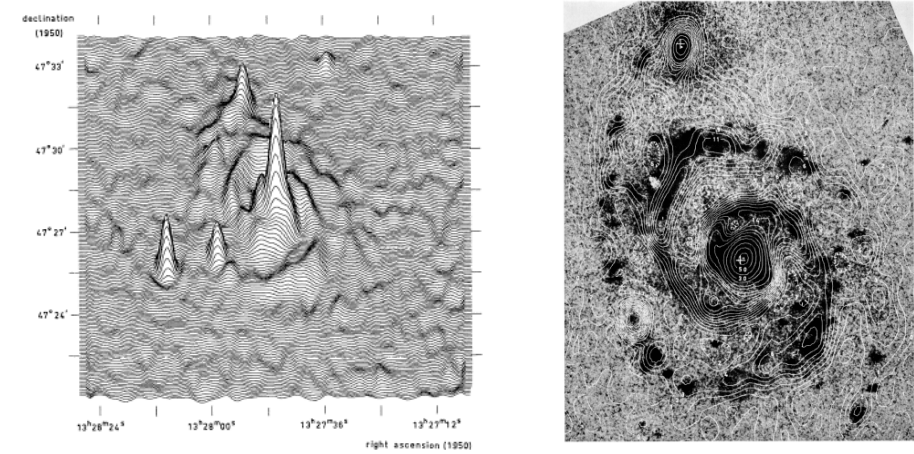 declination
(1950)
47°33'
47°30'
47°27'
47°24'
13ʰ28ᵐ24ˢ
13ʰ28ᵐ00ˢ
13ʰ27ᵐ36ˢ
13ʰ27ᵐ12ˢ
right ascension (1950)